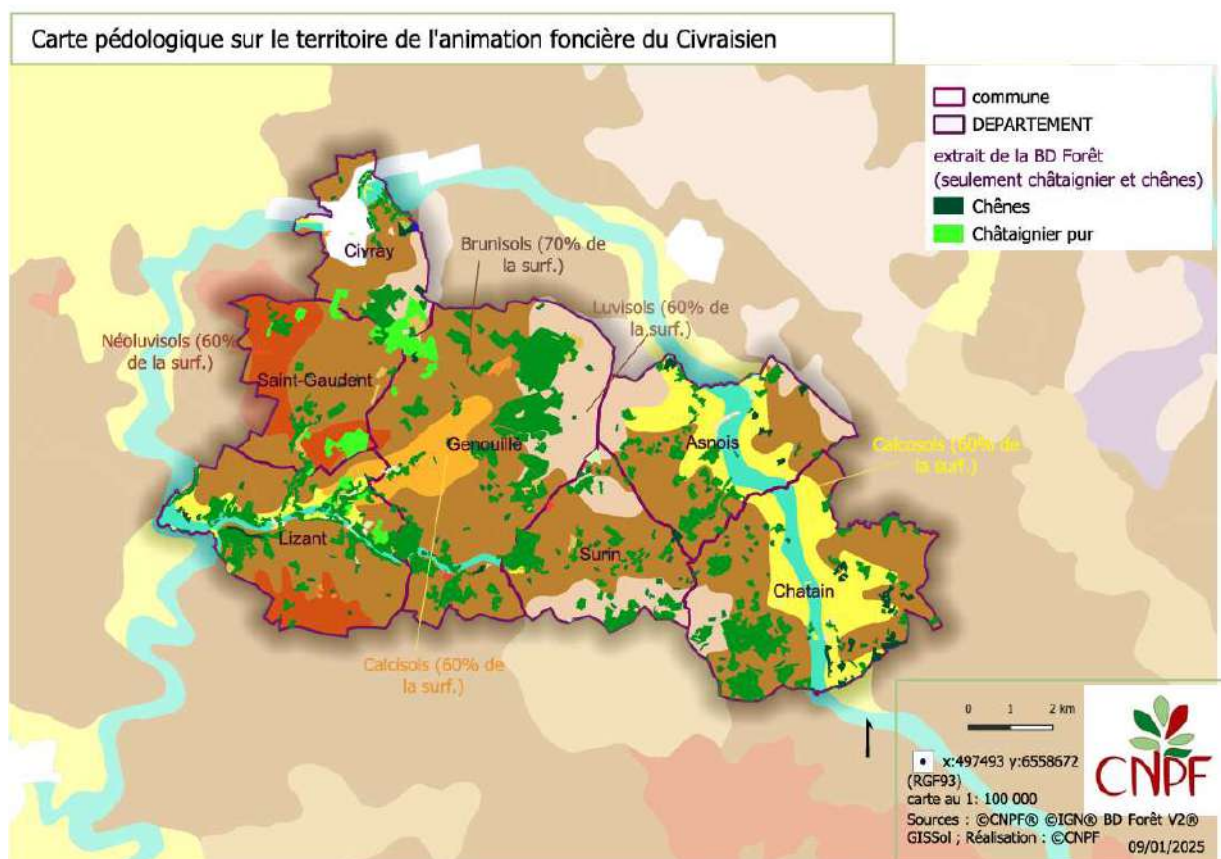 Carte pédologique sur le territoire de l'animation foncière du Civraisien
commune
DEPARTEMENT
extrait de la BD Forêt
(seulement châtaignier et chênes)
Chênes
Châtaignier pur
Civray
Brunisols (70% de
la surf.)
Luvisols (60% de
la surf.)
Néoluvisols (60%
de la surf.)
Saint-Gaudent
Genouillé
Asnois
Calcosols (60% de
la surf.)
Lizant
Surin
Chatain
Calcisols (60% de
la surf.)
0 1 2 km
x:497493 y:6558672
(RGF93)
carte au 1: 100 000
Sources : ©CNPF® ©IGN® BD Forêt V2®
GISSol ; Réalisation : ©CNPF
09/01/2025
CNPF